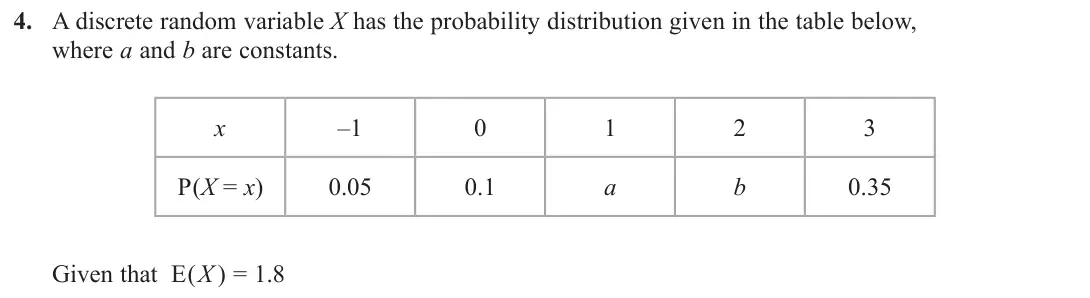 4. A discrete random variable X has the probability distribution given in the table below,
where a and b are constants.
x –1 0 1 2 3
P(X = x) 0.05 0.1 a b 0.35
Given that E(X) = 1.8